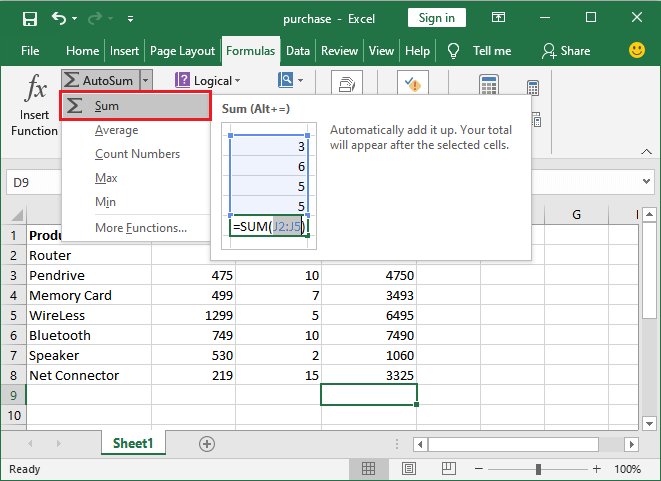 purchase - Excel Sign in
File Home Insert Page Layout Formulas Data Review View Help Tell me Share
fx Σ AutoSum ? Logical
Insert
Function
Σ Sum
Average
Count Numbers
Max
Min
More Functions...
Sum (Alt+=)
Automatically add it up. Your total
will appear after the selected cells.
3
6
5
5
=SUM(J2:J5)
D9
G
1
2 Router
3 Pendrive 475 10 4750
4 Memory Card 499 7 3493
5 WireLess 1299 5 6495
6 Bluetooth 749 10 7490
7 Speaker 530 2 1060
8 Net Connector 219 15 3325
9
10
Sheet1
Ready 100%